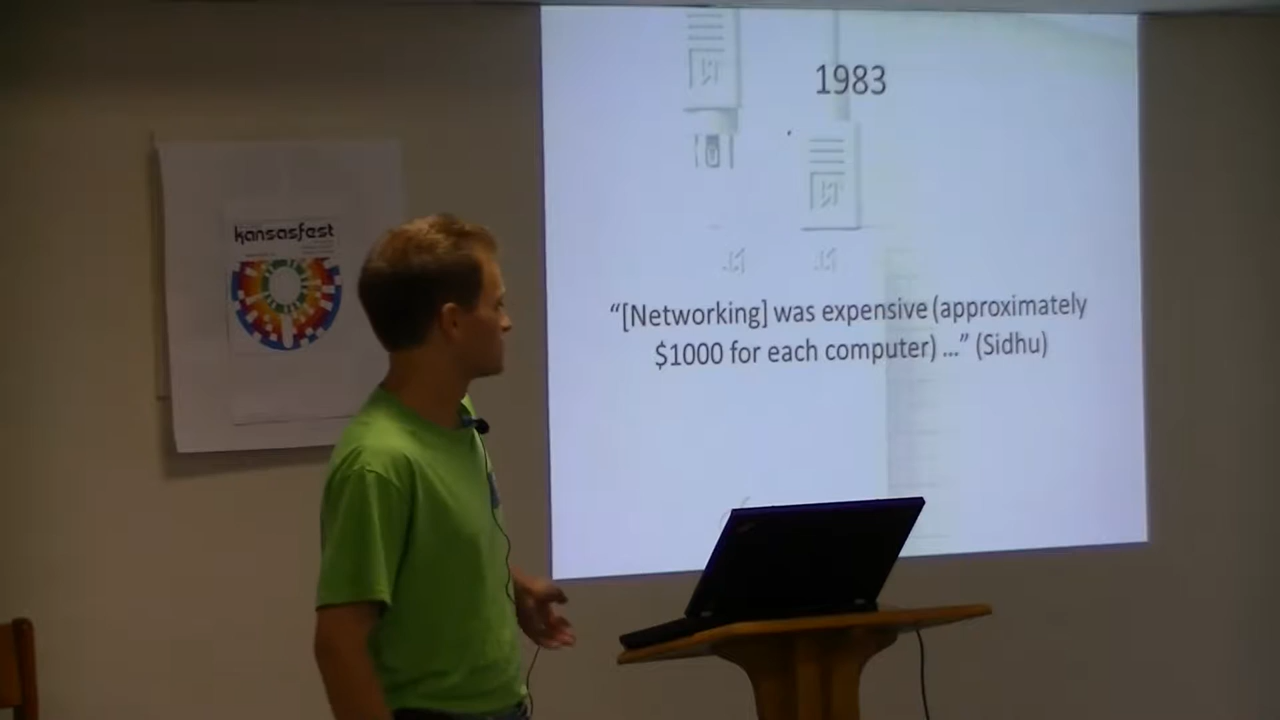 kansasfest
1983
“[Networking] was expensive (approximately
$1000 for each computer) ...” (Sidhu)